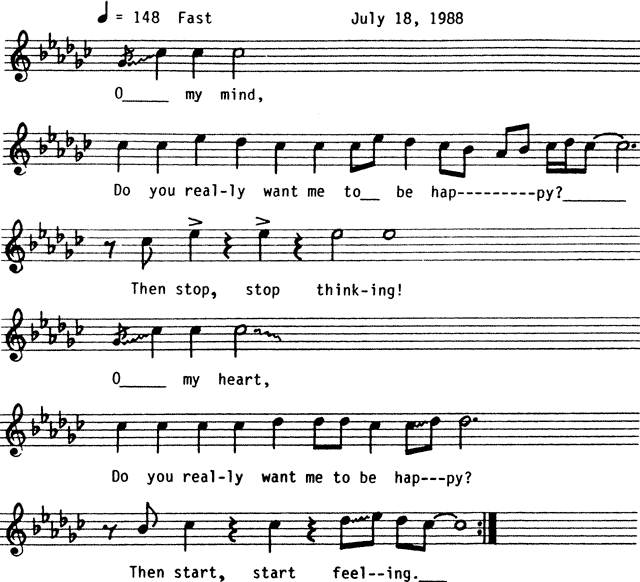 ♩ = 148 Fast July 18, 1988
O_____ my mind,
Do you real-ly want me to__ be hap---------py?_______
Then stop, stop think-ing!
O_____ my heart,
Do you real-ly want me to be hap---py?
Then start, start feel--ing.___